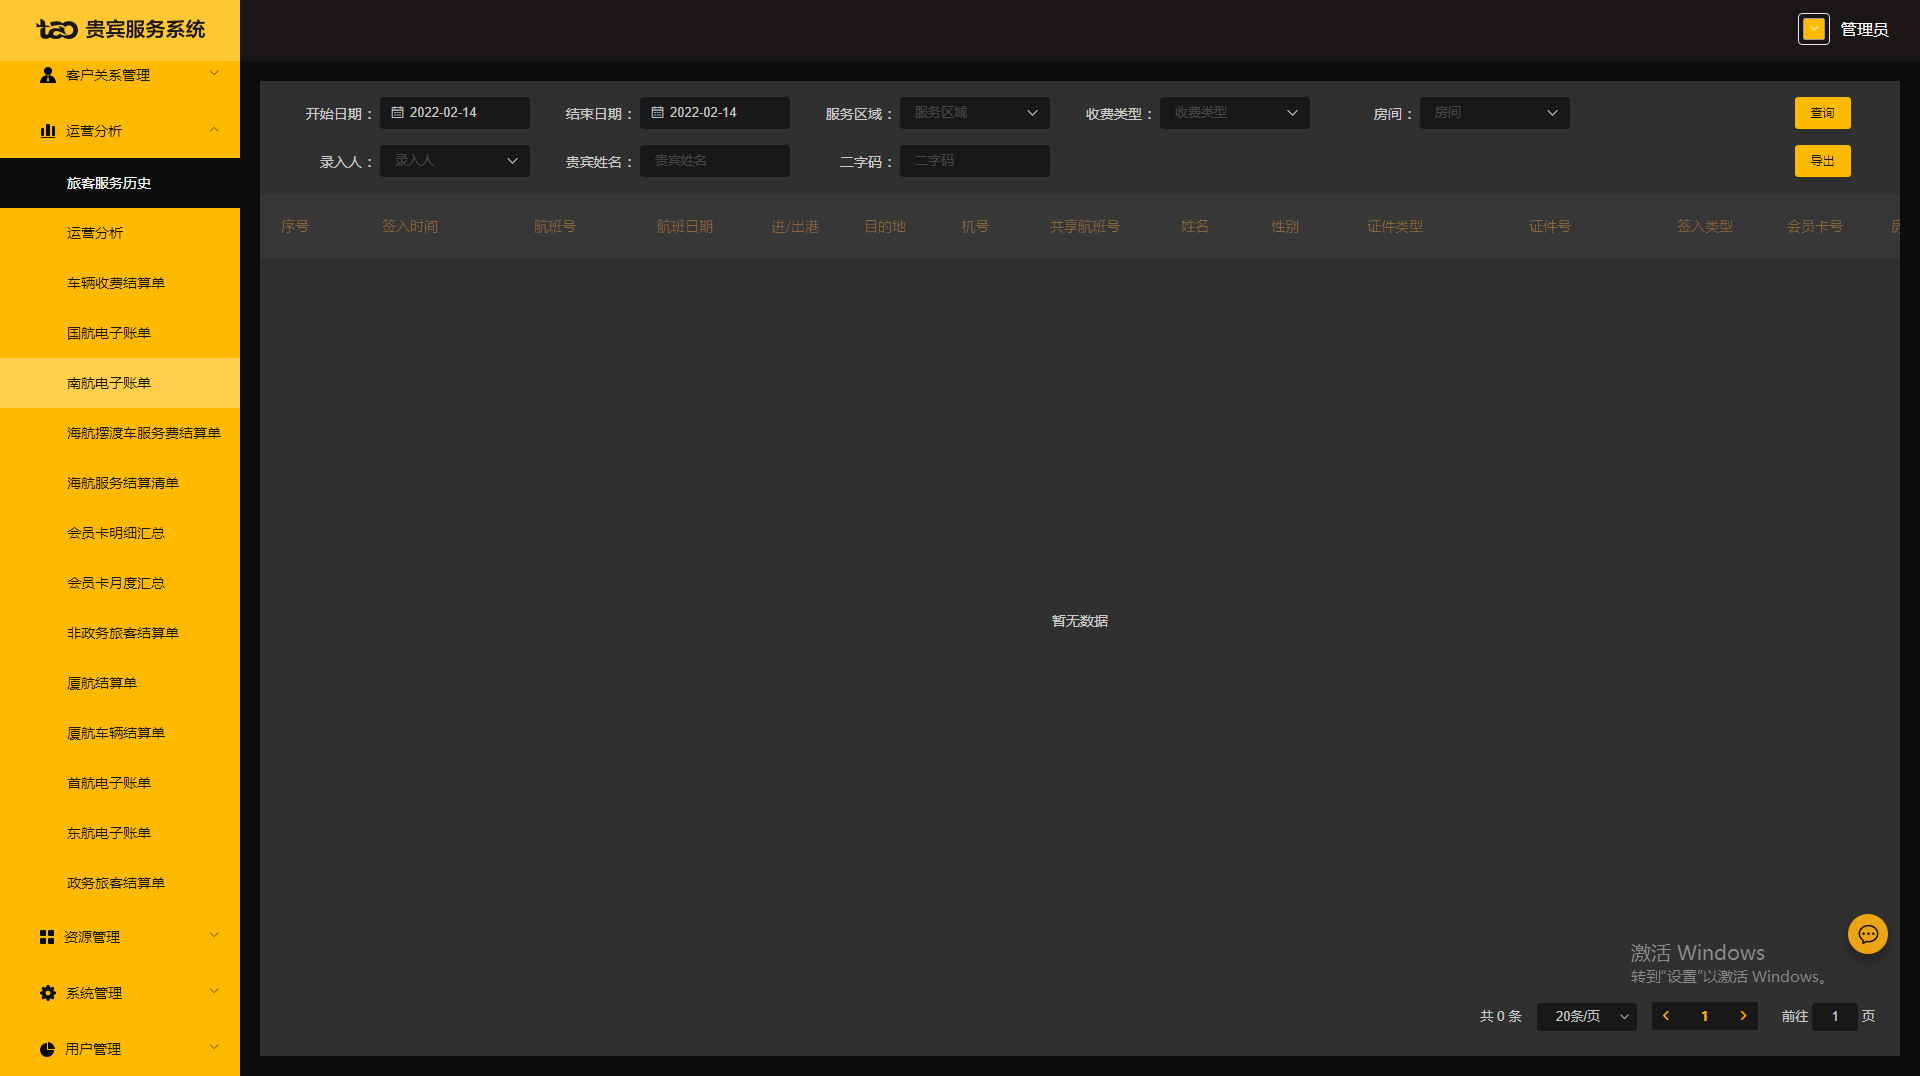 tao 贵宾服务系统
管理员
客户关系管理
运营分析
旅客服务历史
运营分析
车辆收费结算单
国航电子账单
南航电子账单
海航摆渡车服务费结算单
海航服务结算清单
会员卡明细汇总
会员卡月度汇总
非政务旅客结算单
厦航结算单
厦航车辆结算单
首航电子账单
东航电子账单
政务旅客结算单
资源管理
系统管理
用户管理
开始日期： 2022-02-14 结束日期： 2022-02-14 服务区域： 服务区域 收费类型： 收费类型 房间： 房间 查询
录入人： 录入人 贵宾姓名： 贵宾姓名 二字码： 二字码 导出
序号 签入时间 航班号 航班日期 进/出港 目的地 机号 共享航班号 姓名 性别 证件类型 证件号 签入类型 会员卡号
暂无数据
激活 Windows
转到"设置"以激活 Windows。
共 0 条 20条/页 1 前往 1 页